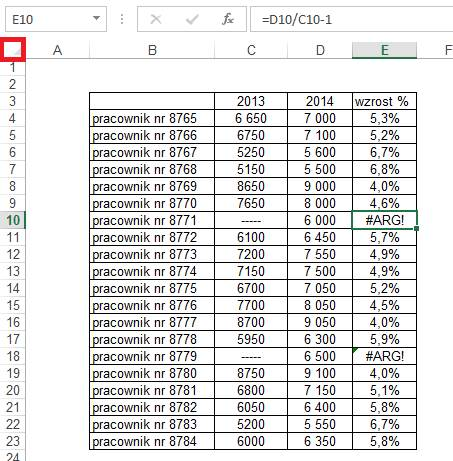 E10 fx =D10/C10-1
A B C D E F
1
2
3 2013 2014 wzrost %
4 pracownik nr 8765 6 650 7 000 5,3%
5 pracownik nr 8766 6750 7 100 5,2%
6 pracownik nr 8767 5250 5 600 6,7%
7 pracownik nr 8768 5150 5 500 6,8%
8 pracownik nr 8769 8650 9 000 4,0%
9 pracownik nr 8770 7650 8 000 4,6%
10 pracownik nr 8771 ----- 6 000 #ARG!
11 pracownik nr 8772 6100 6 450 5,7%
12 pracownik nr 8773 7200 7 550 4,9%
13 pracownik nr 8774 7150 7 500 4,9%
14 pracownik nr 8775 6700 7 050 5,2%
15 pracownik nr 8776 7700 8 050 4,5%
16 pracownik nr 8777 8700 9 050 4,0%
17 pracownik nr 8778 5950 6 300 5,9%
18 pracownik nr 8779 ----- 6 500 #ARG!
19 pracownik nr 8780 8750 9 100 4,0%
20 pracownik nr 8781 6800 7 150 5,1%
21 pracownik nr 8782 6050 6 400 5,8%
22 pracownik nr 8783 5200 5 550 6,7%
23 pracownik nr 8784 6000 6 350 5,8%
24